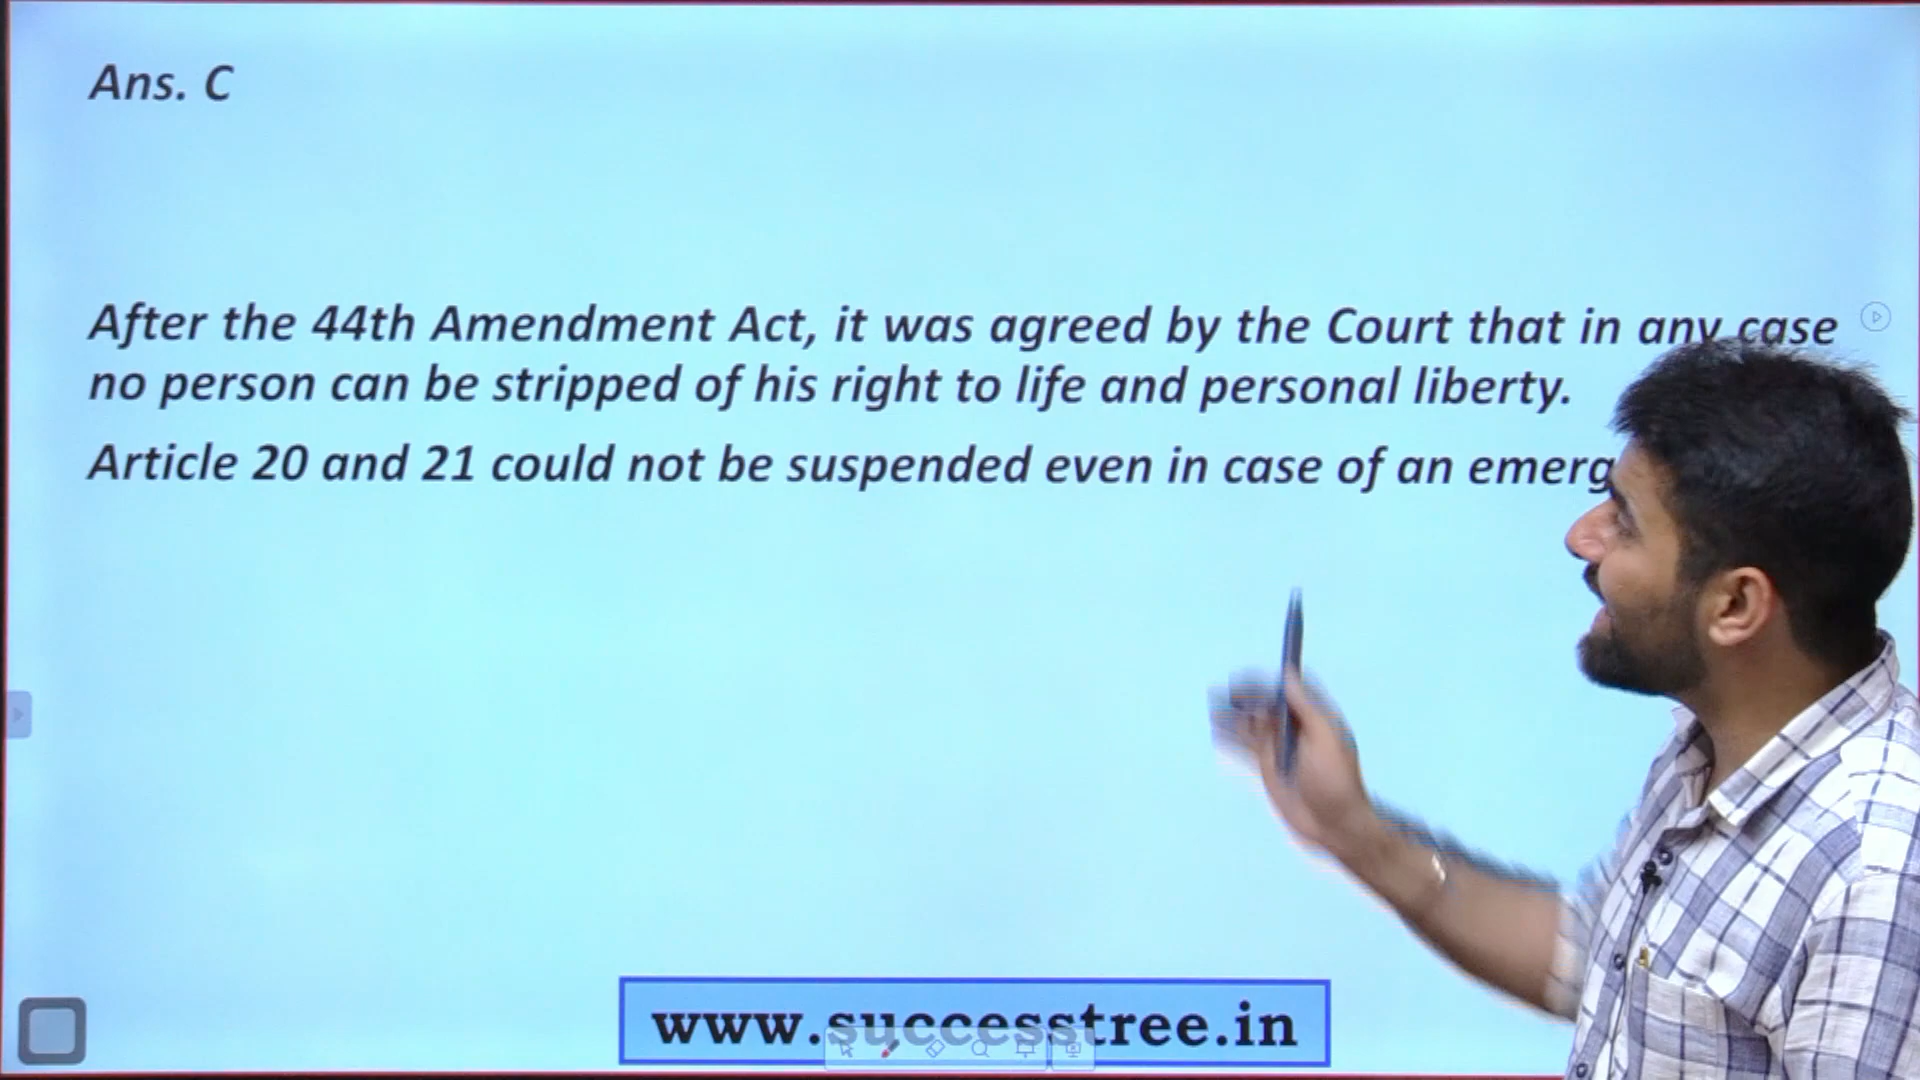 Ans. C
After the 44th Amendment Act, it was agreed by the Court that in any case
no person can be stripped of his right to life and personal liberty.
Article 20 and 21 could not be suspended even in case of an
www.successtree.in